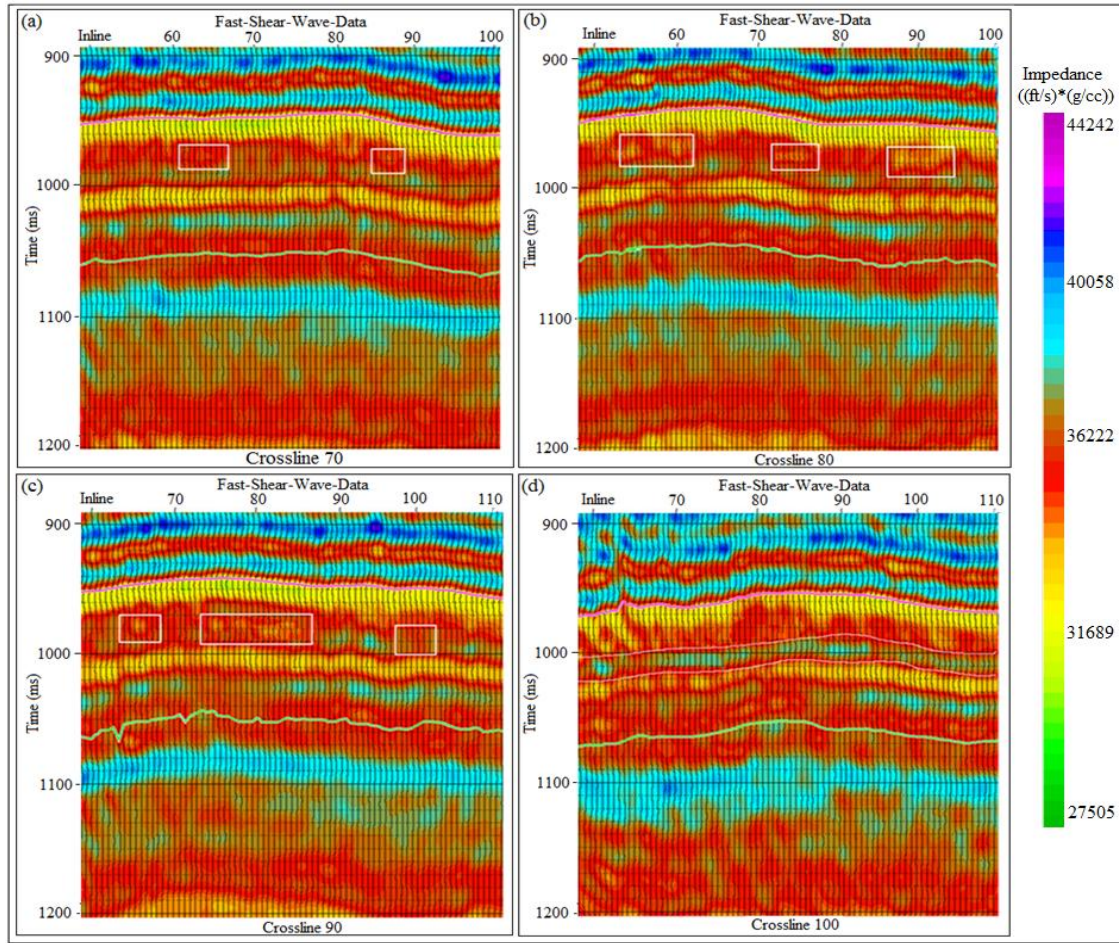 (a)
Fast-Shear-Wave-Data
Inline 60 70 80 90 100
900
1000
1100
1200
Time (ms)
Crossline 70
(b)
Fast-Shear-Wave-Data
Inline 60 70 80 90 100
900
1000
1100
1200
Time (ms)
Crossline 80
Impedance
((ft/s)*(g/cc))
44242
40058
36222
31689
27505
(c)
Fast-Shear-Wave-Data
Inline 70 80 90 100 110
900
1000
1100
1200
Time (ms)
Crossline 90
(d)
Fast-Shear-Wave-Data
Inline 70 80 90 100 110
900
1000
1100
1200
Time (ms)
Crossline 100